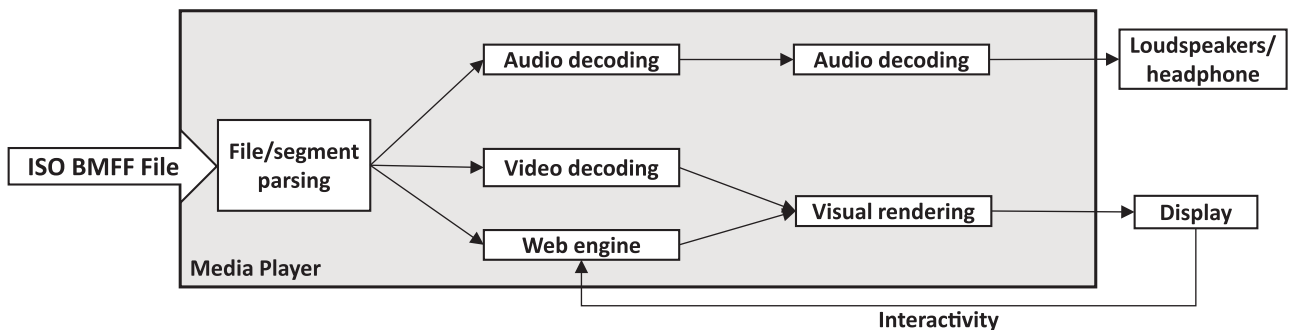 Audio decoding
Audio decoding
Loudspeakers/
headphone
ISO BMFF File
File/segment
parsing
Video decoding
Visual rendering
Display
Web engine
Media Player
Interactivity